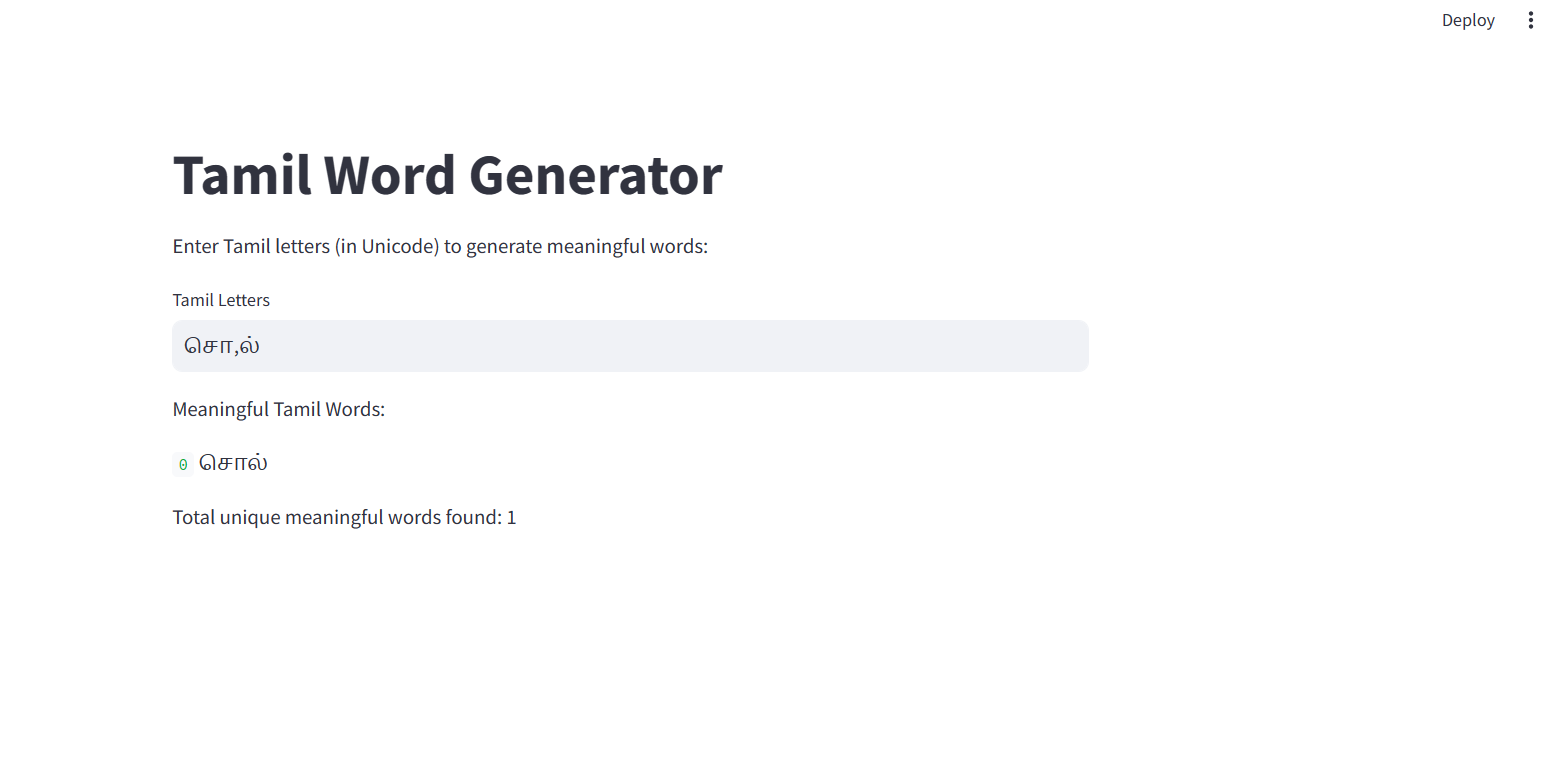 Deploy
Tamil Word Generator
Enter Tamil letters (in Unicode) to generate meaningful words:
Tamil Letters
சொ,ல்
Meaningful Tamil Words:
0 சொல்
Total unique meaningful words found: 1